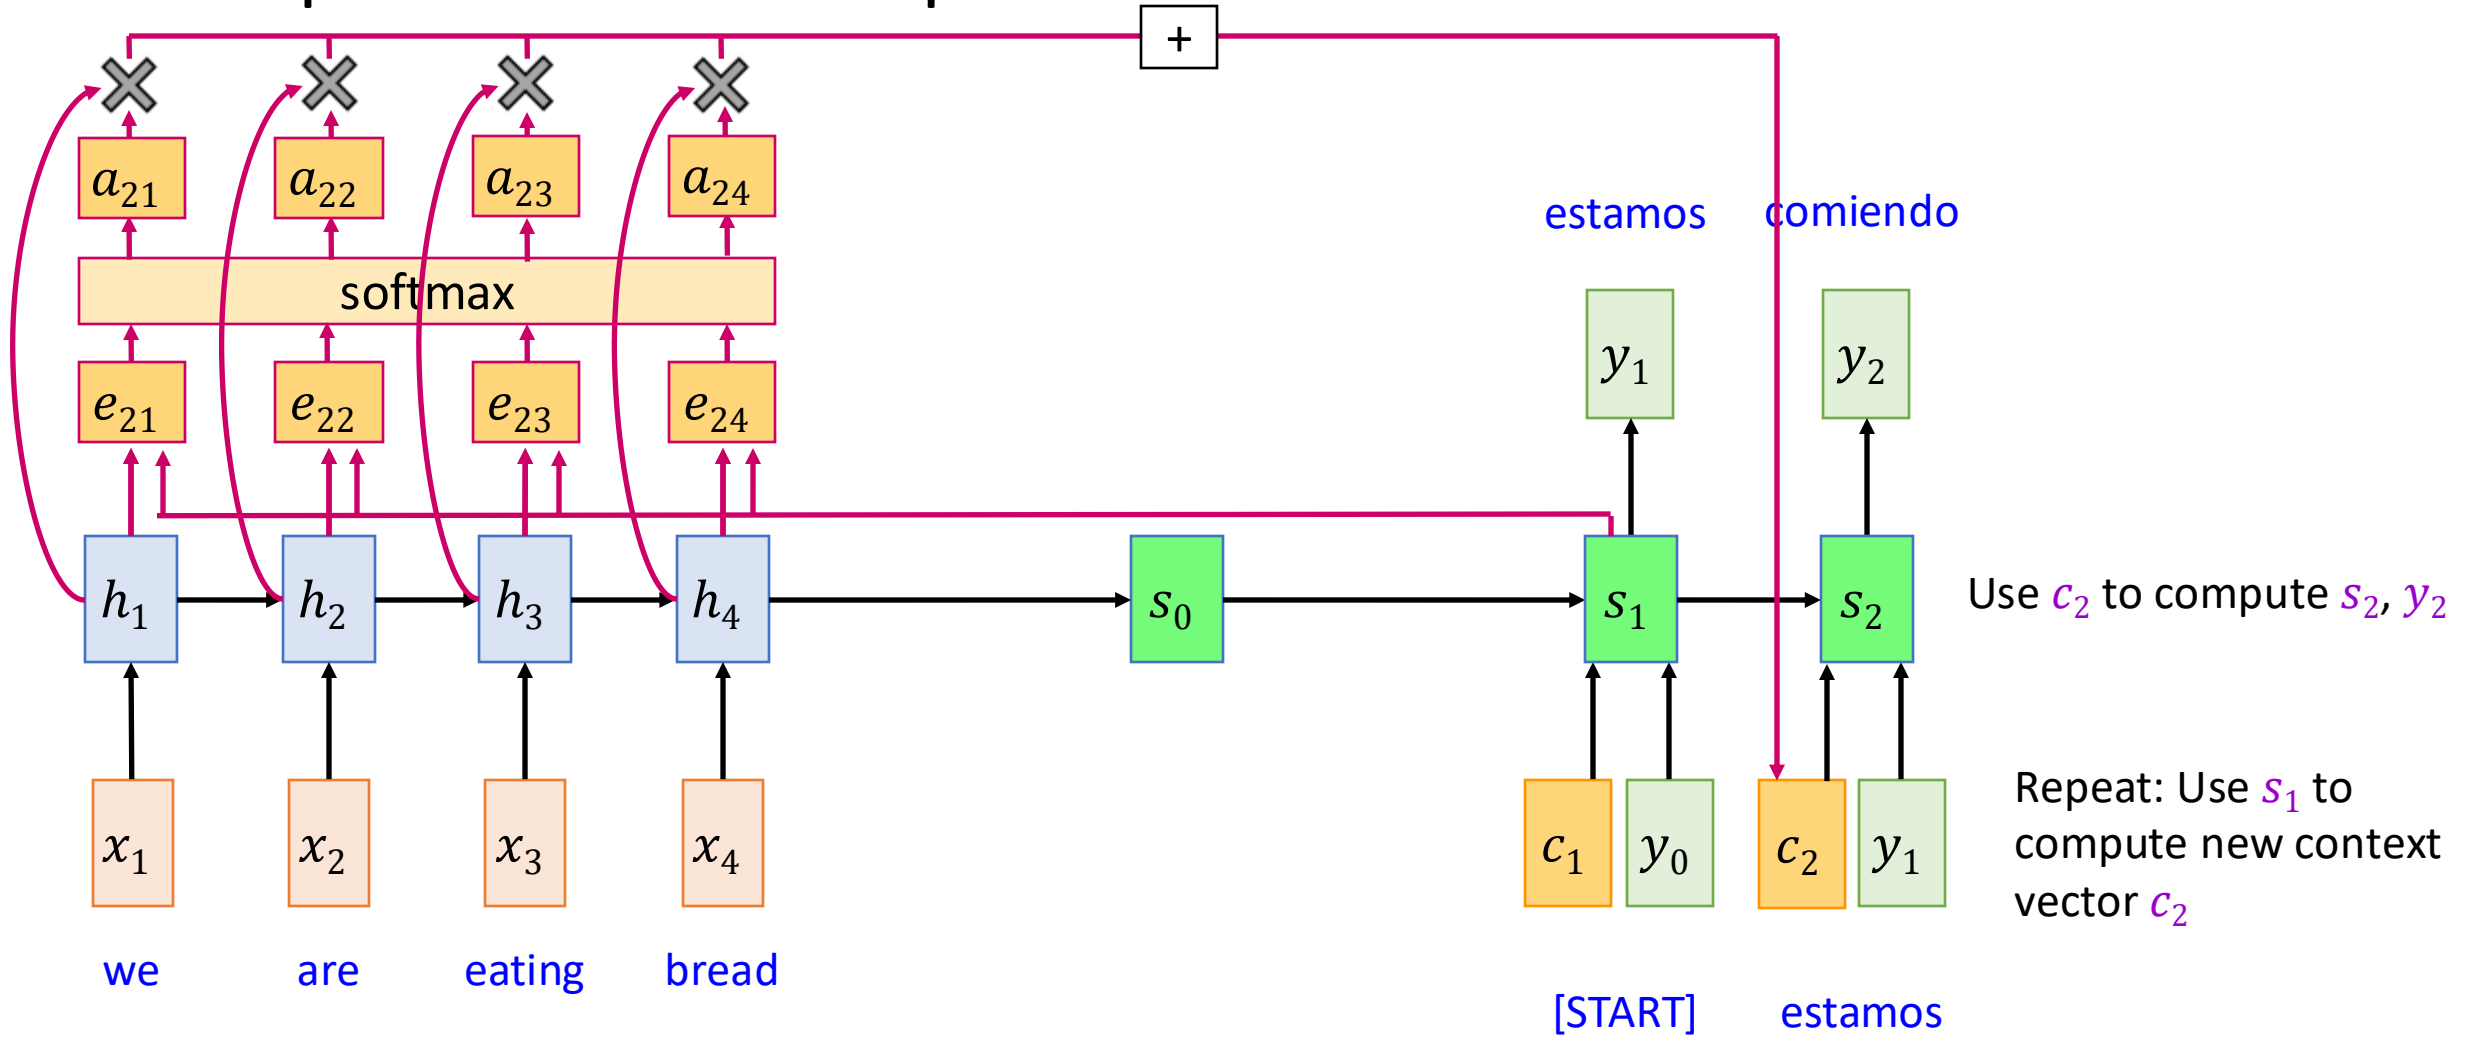 +
a21 a22 a23 a24
estamos comiendo
softmax
y1 y2
e21 e22 e23 e24
h1 h2 h3 h4 s0 s1 s2 Use c2 to compute s2, y2
x1 x2 x3 x4 c1 y0 c2 y1
Repeat: Use s1 to
compute new context
vector c2
we are eating bread
[START] estamos